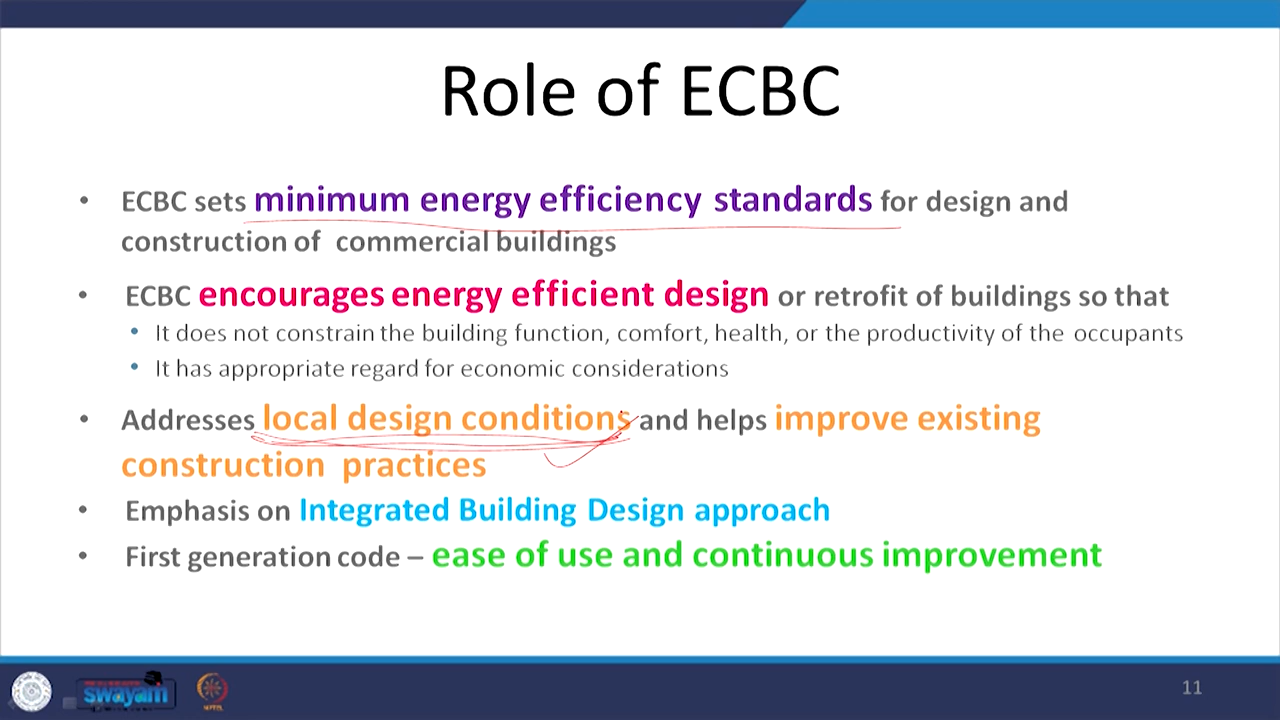 Role of ECBC
• ECBC sets minimum energy efficiency standards for design and
construction of commercial buildings
• ECBC encourages energy efficient design or retrofit of buildings so that
• It does not constrain the building function, comfort, health, or the productivity of the occupants
• It has appropriate regard for economic considerations
• Addresses local design conditions and helps improve existing
construction practices
• Emphasis on Integrated Building Design approach
• First generation code – ease of use and continuous improvement
swayam
11